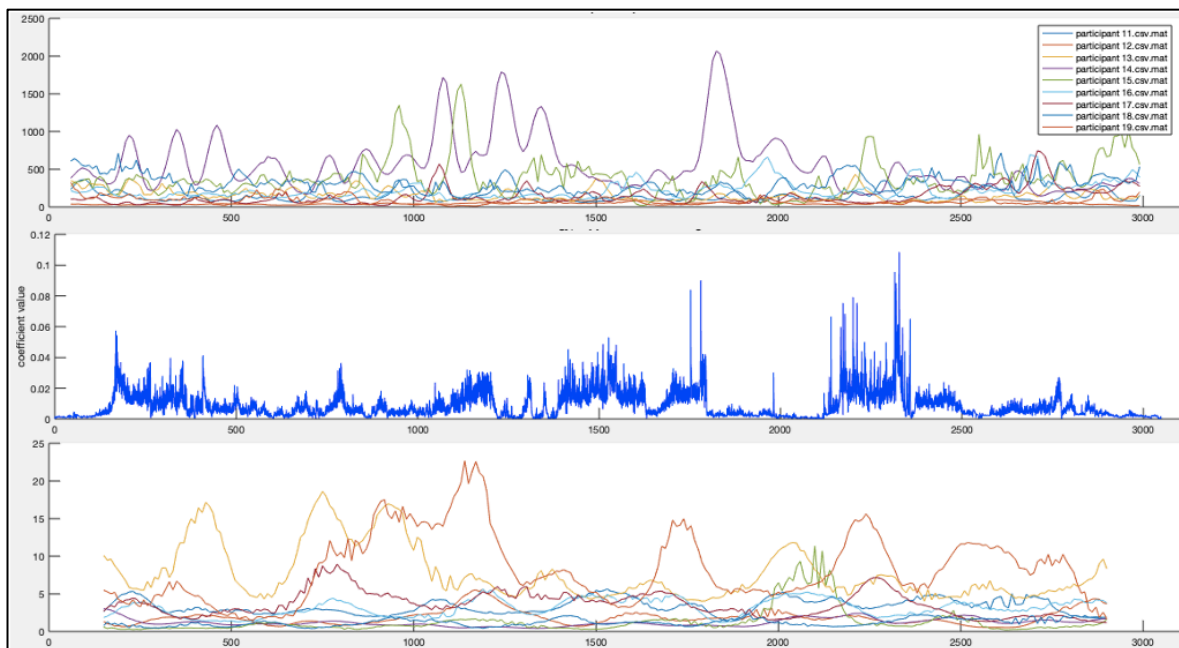 2500
2000
1500
1000
500
0
0 500 1000 1500 2000 2500 3000
participant 11.csv.mat
participant 12.csv.mat
participant 13.csv.mat
participant 14.csv.mat
participant 15.csv.mat
participant 16.csv.mat
participant 17.csv.mat
participant 18.csv.mat
participant 19.csv.mat
coefficient value
0.12
0.1
0.08
0.06
0.04
0.02
0
0 500 1000 1500 2000 2500 3000
25
20
15
10
5
0
0 500 1000 1500 2000 2500 3000